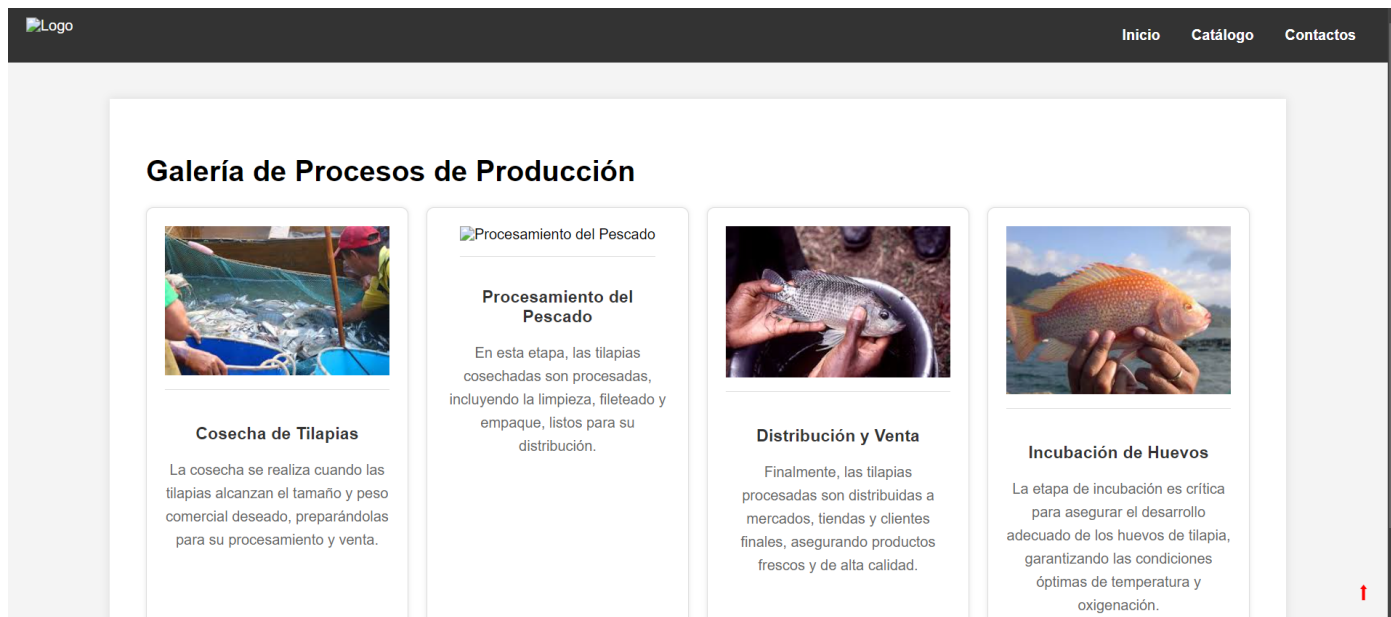 Logo
Inicio
Catálogo
Contactos
Galería de Procesos de Producción
Cosecha de Tilapias
La cosecha se realiza cuando las
tilapias alcanzan el tamaño y peso
comercial deseado, preparándolas
para su procesamiento y venta.
Procesamiento del Pescado
Procesamiento del
Pescado
En esta etapa, las tilapias
cosechadas son procesadas,
incluyendo la limpieza, fileteado y
empaque, listos para su
distribución.
Distribución y Venta
Finalmente, las tilapias
procesadas son distribuidas a
mercados, tiendas y clientes
finales, asegurando productos
frescos y de alta calidad.
Incubación de Huevos
La etapa de incubación es crítica
para asegurar el desarrollo
adecuado de los huevos de tilapia,
garantizando las condiciones
óptimas de temperatura y
oxigenación.